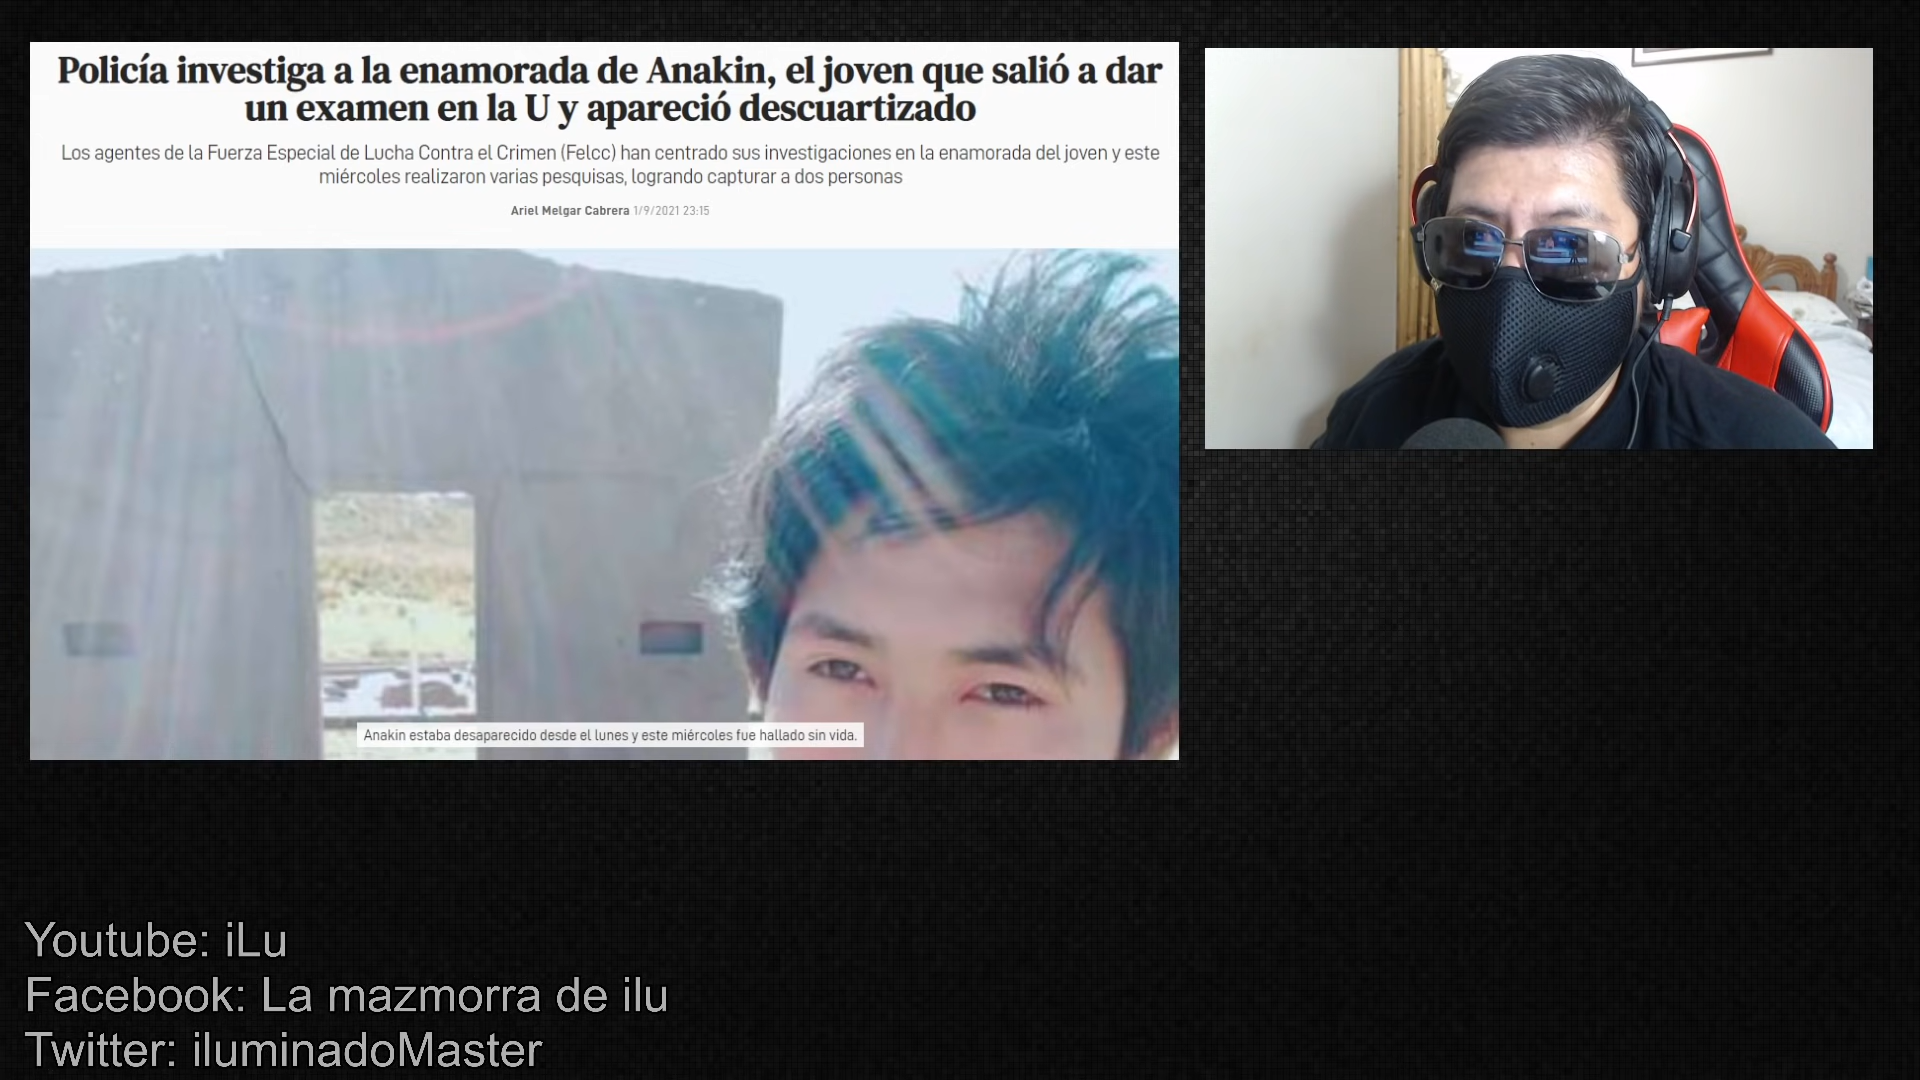 Policía investiga a la enamorada de Anakin, el joven que salió a dar
un examen en la U y apareció descuartizado
Los agentes de la Fuerza Especial de Lucha Contra el Crimen (Felcc) han centrado sus investigaciones en la enamorada del joven y este
miércoles realizaron varias pesquisas, logrando capturar a dos personas
Ariel Melgar Cabrera 1/9/2021 23:15
Anakin estaba desaparecido desde el lunes y este miércoles fue hallado sin vida.
Youtube: iLu
Facebook: La mazmorra de ilu
Twitter: iluminadoMaster